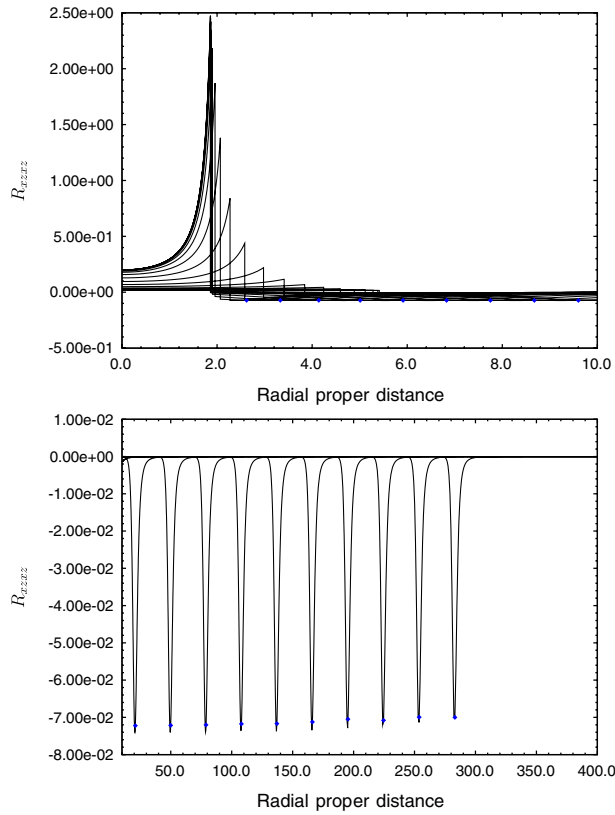 2.50e+00
2.00e+00
1.50e+00
1.00e+00
5.00e-01
0.00e+00
-5.00e-01
R_{xzxz}
0.0 2.0 4.0 6.0 8.0 10.0
Radial proper distance
1.00e-02
0.00e+00
-1.00e-02
-2.00e-02
-3.00e-02
-4.00e-02
-5.00e-02
-6.00e-02
-7.00e-02
-8.00e-02
R_{xzxz}
50.0 100.0 150.0 200.0 250.0 300.0 350.0 400.0
Radial proper distance